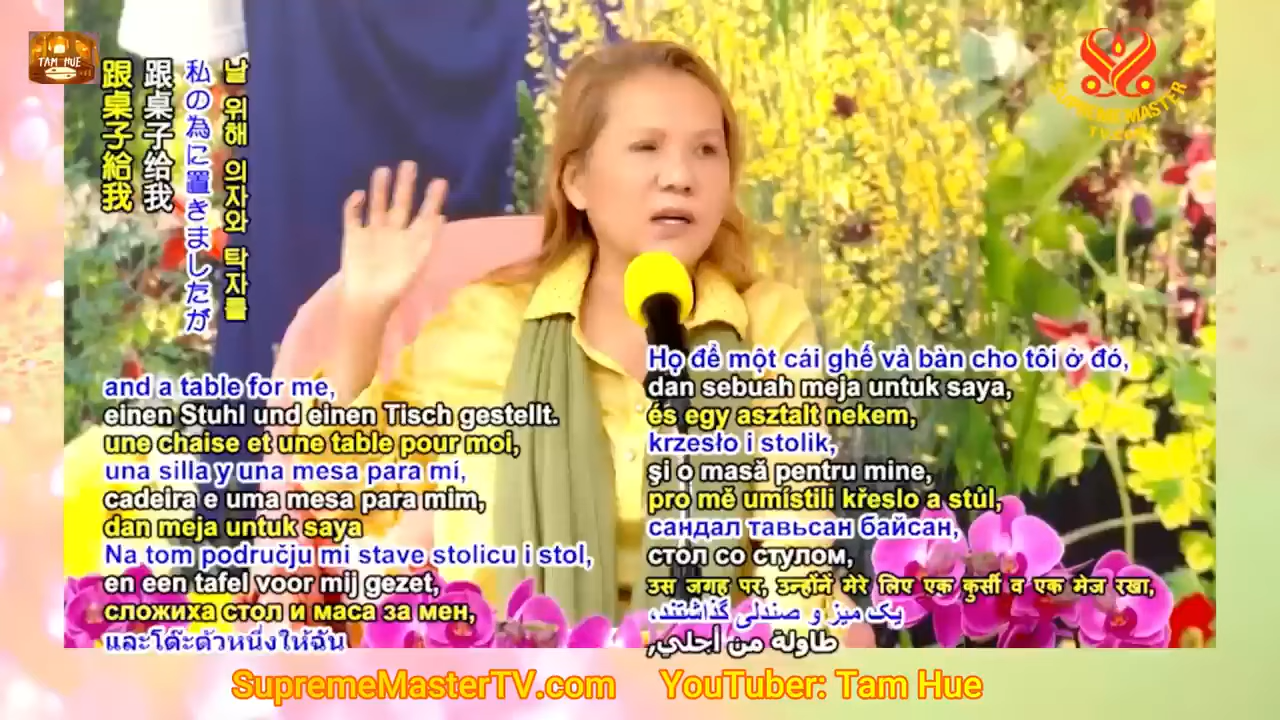 TAM HUE
跟桌子給我
跟桌子给我
私の為に置きましたが
날 위해 의자와 탁자를
SUPREME MASTER
TV.com
and a table for me,
einen Stuhl und einen Tisch gestellt.
une chaise et une table pour moi,
una silla y una mesa para mí,
cadeira e uma mesa para mim,
dan meja untuk saya
Na tom području mi stave stolicu i stol,
en een tafel voor mij gezet,
сложиха стол и маса за мен,
และโต๊ะตัวหนึ่งให้ฉัน
Họ để một cái ghế và bàn cho tôi ở đó,
dan sebuah meja untuk saya,
és egy asztalt nekem,
krzesło i stolik,
şi o masă pentru mine,
pro mě umístili křeslo a stůl,
сандал тавьсан байсан,
стол со стулом,
उस जगह पर, उन्होंनें मेरे लिए एक कुर्सी व एक मेज रखा,
یک میز و صندلی گذاشتند،
طاولة من أجلي,
SupremeMasterTV.com YouTuber: Tam Hue